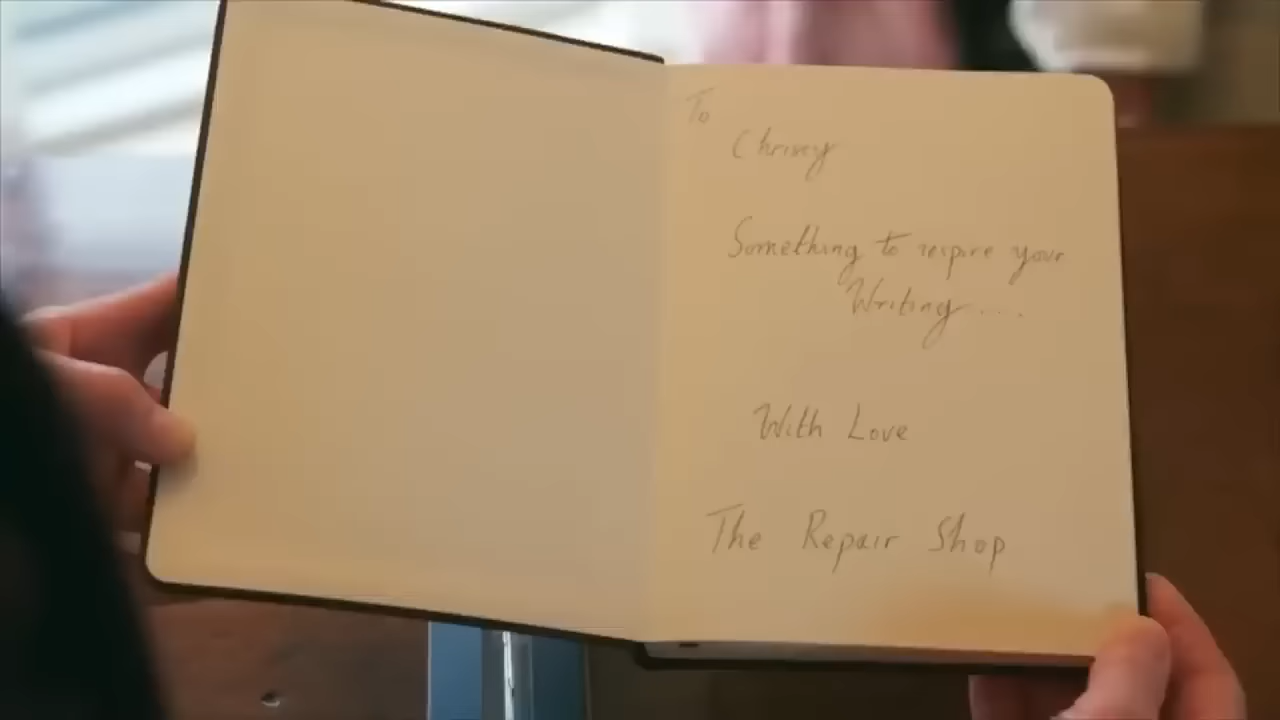 To
Chrissy
Something to inspire your
Writing....
With Love
The Repair Shop